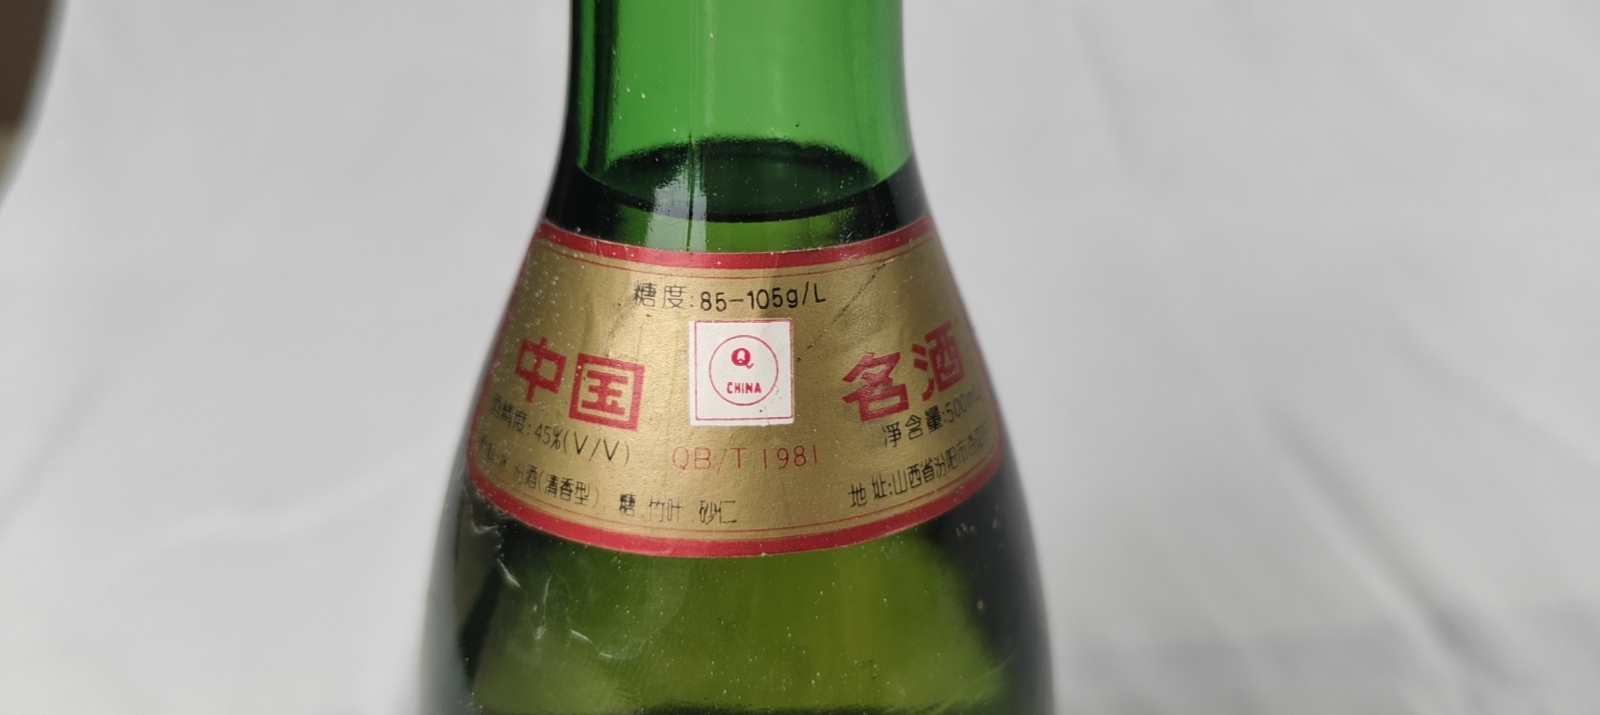 糖度:85-105g/L
中国 名酒
Q
CHINA
酒精度:45%(V/V)
净含量:500mL
QB/T 1981
汾酒(清香型) 糖 竹叶 砂仁
地址:山西省汾阳市